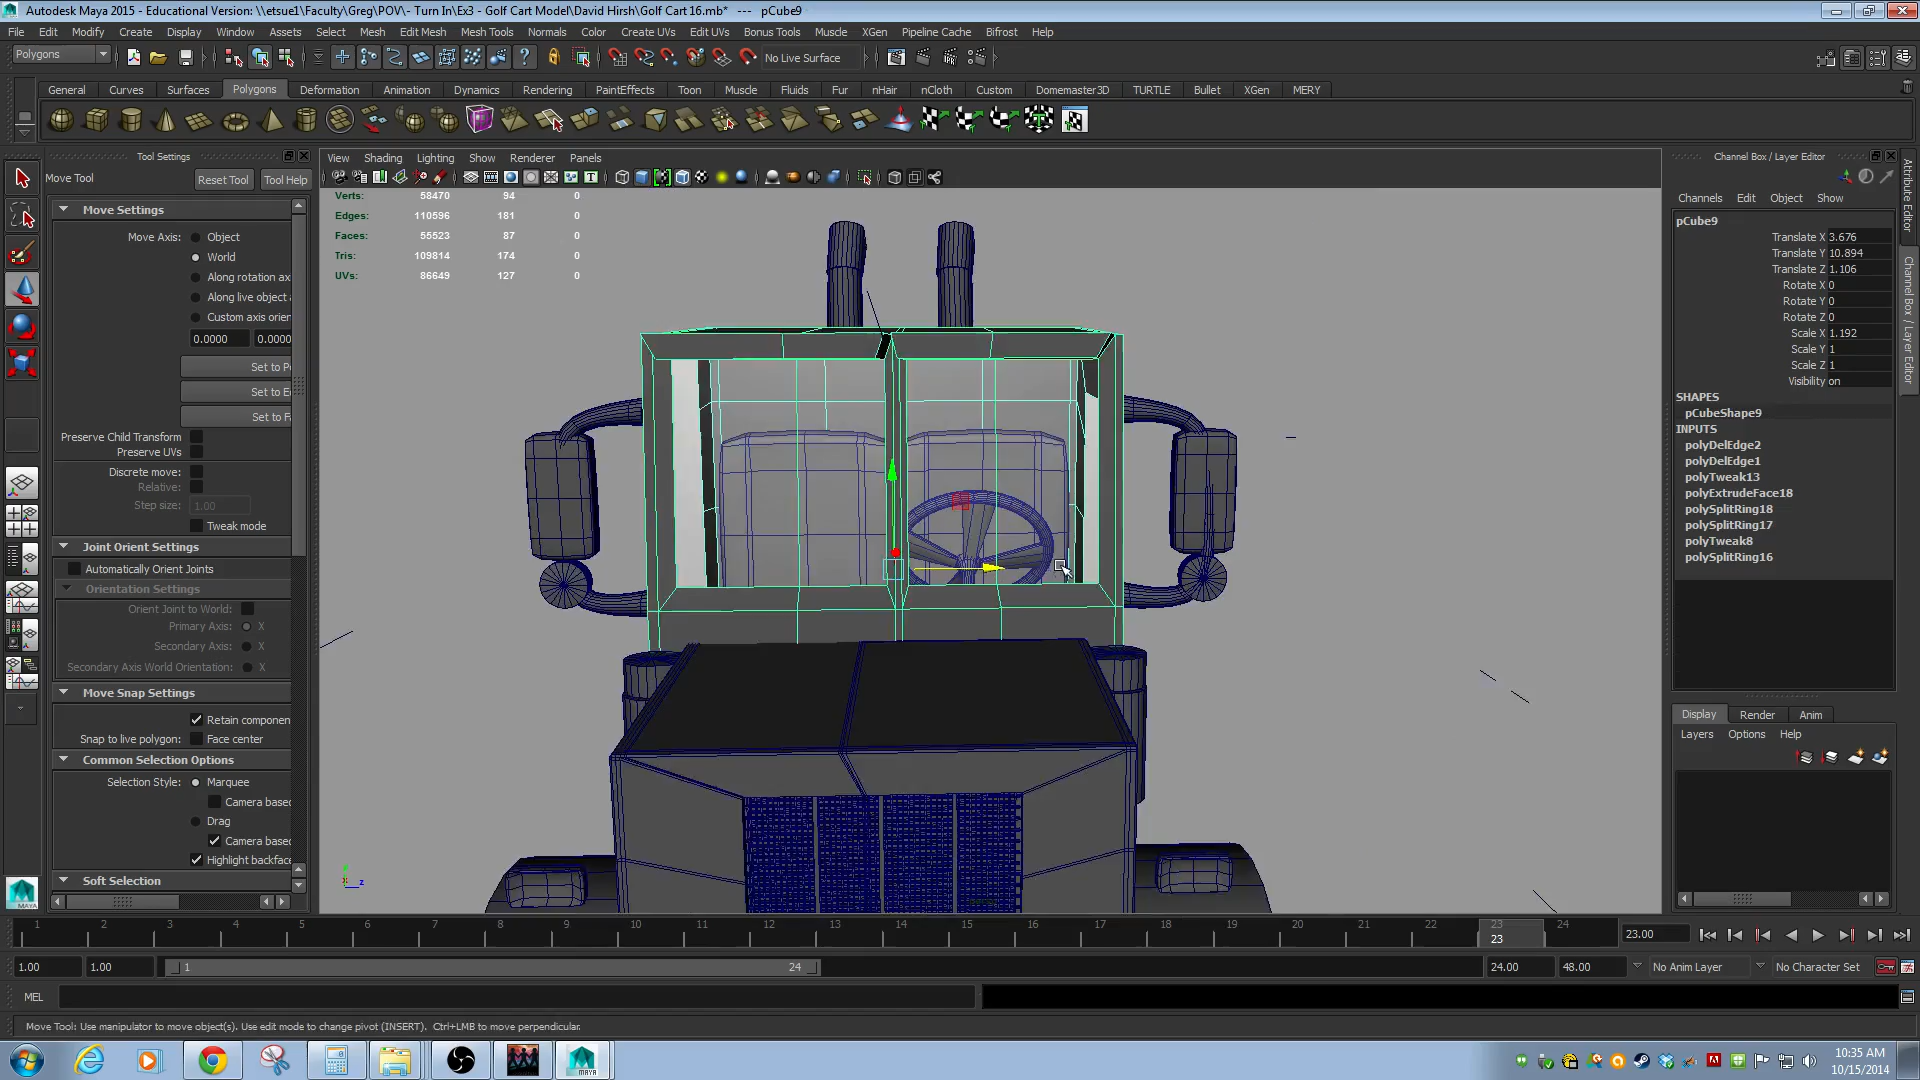 Autodesk Maya 2015 - Educational Version: \\etsue1\Faculty\Greg\POV\- Turn In\Ex3 - Golf Cart Model\David Hirsh\Golf Cart 16.mb* --- pCube9
File Edit Modify Create Display Window Assets Select Mesh Edit Mesh Mesh Tools Normals Color Create UVs Edit UVs Bonus Tools Muscle XGen Pipeline Cache Bifrost Help
Polygons No Live Surface
General Curves Surfaces Polygons Deformation Animation Dynamics Rendering PaintEffects Toon Muscle Fluids Fur nHair nCloth Custom Domemaster3D TURTLE Bullet XGen MERY
Tool Settings
Move Tool Reset Tool Tool Help
Move Settings
Move Axis: Object
World
Along rotation ax
Along live object a
Custom axis orien
0.0000 0.0000
Set to P
Set to E
Set to F
Preserve Child Transform
Preserve UVs
Discrete move:
Relative:
Step size: 1.00
Tweak mode
Joint Orient Settings
Automatically Orient Joints
Orientation Settings
Orient Joint to World:
Primary Axis: X
Secondary Axis: X
Secondary Axis World Orientation: X
Move Snap Settings
Retain componen
Snap to live polygon: Face center
Common Selection Options
Selection Style: Marquee
Camera based
Drag
Camera based
Highlight backface
Soft Selection
View Shading Lighting Show Renderer Panels
Verts: 58470 94 0
Edges: 110596 181 0
Faces: 55523 87 0
Tris: 109814 174 0
UVs: 86649 127 0
Channel Box / Layer Editor
Channels Edit Object Show
pCube9
Translate X 3.676
Translate Y 10.894
Translate Z 1.106
Rotate X 0
Rotate Y 0
Rotate Z 0
Scale X 1.192
Scale Y 1
Scale Z 1
Visibility on
SHAPES
pCubeShape9
INPUTS
polyDelEdge2
polyDelEdge1
polyTweak13
polyExtrudeFace18
polySplitRing18
polySplitRing17
polyTweak8
polySplitRing16
Attribute Editor
Channel Box / Layer Editor
Display Render Anim
Layers Options Help
1 2 3 4 5 6 7 8 9 10 11 12 13 14 15 16 17 18 19 20 21 22 23 24
23
23.00
1.00 1.00 1 24 24.00 48.00 No Anim Layer No Character Set
MEL
Move Tool: Use manipulator to move object(s). Use edit mode to change pivot (INSERT). Ctrl+LMB to move perpendicular.
MAYA
10:35 AM
10/15/2014